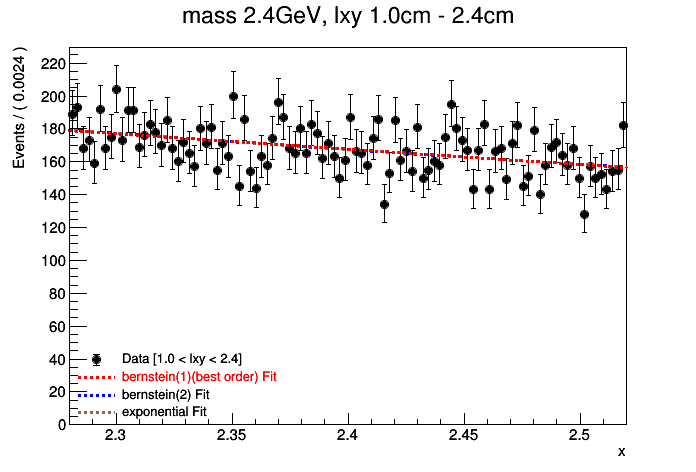 mass 2.4GeV, lxy 1.0cm - 2.4cm
Events / ( 0.0024 )
220
200
180
160
140
120
100
80
60
40
20
0
Data [1.0 < lxy < 2.4]
bernstein(1)(best order) Fit
bernstein(2) Fit
exponential Fit
2.3
2.35
2.4
2.45
2.5
x